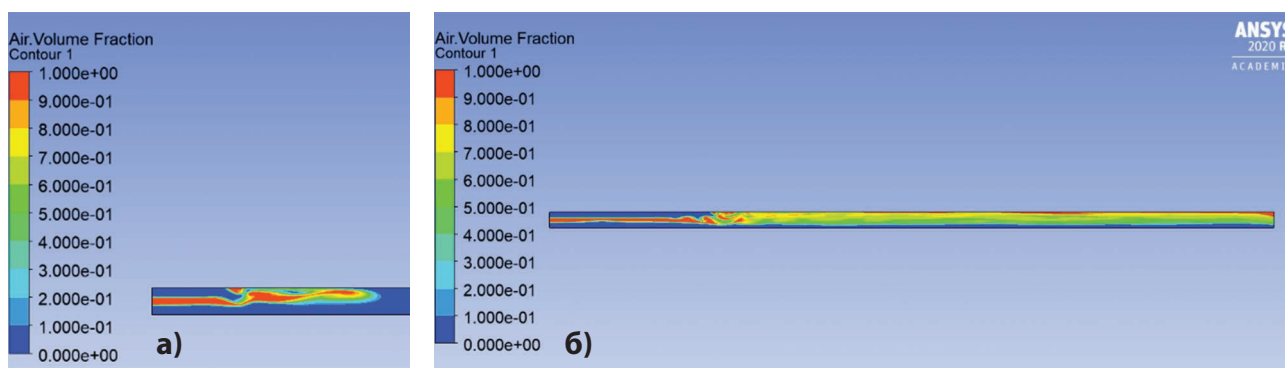 Air.Volume Fraction
Contour 1
1.000e+00
9.000e-01
8.000e-01
7.000e-01
6.000e-01
5.000e-01
4.000e-01
3.000e-01
2.000e-01
1.000e-01
0.000e+00
а)
Air.Volume Fraction
Contour 1
1.000e+00
9.000e-01
8.000e-01
7.000e-01
6.000e-01
5.000e-01
4.000e-01
3.000e-01
2.000e-01
1.000e-01
0.000e+00
б)
ANSYS
2020 R
ACADEMI